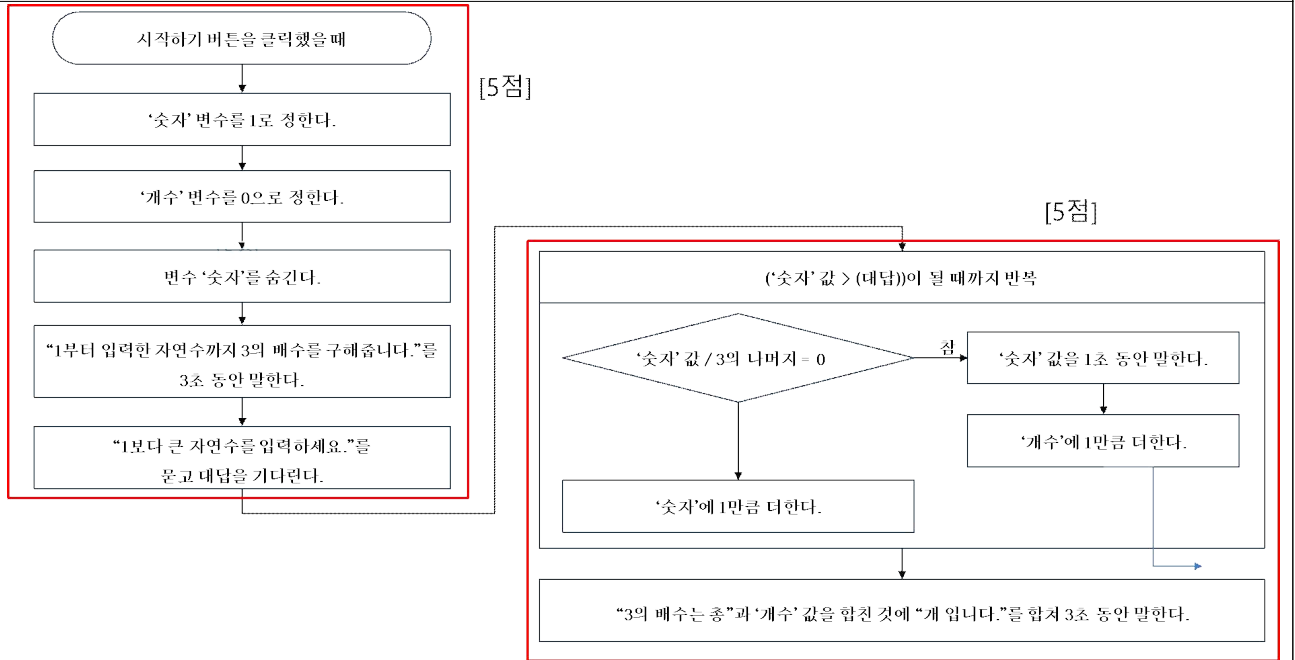 시작하기 버튼을 클릭했을 때
[5점]
‘숫자’ 변수를 1로 정한다.
‘개수’ 변수를 0으로 정한다.
변수 ‘숫자’를 숨긴다.
“1부터 입력한 자연수까지 3의 배수를 구해줍니다.”를
3초 동안 말한다.
“1보다 큰 자연수를 입력하세요.”를
묻고 대답을 기다린다.
[5점]
(‘숫자’ 값 > (대답))이 될 때까지 반복
‘숫자’ 값 / 3의 나머지 = 0
참
‘숫자’ 값을 1초 동안 말한다.
‘개수’에 1만큼 더한다.
‘숫자’에 1만큼 더한다.
“3의 배수는 총”과 ‘개수’ 값을 합친 것에 “개 입니다.”를 합쳐 3초 동안 말한다.